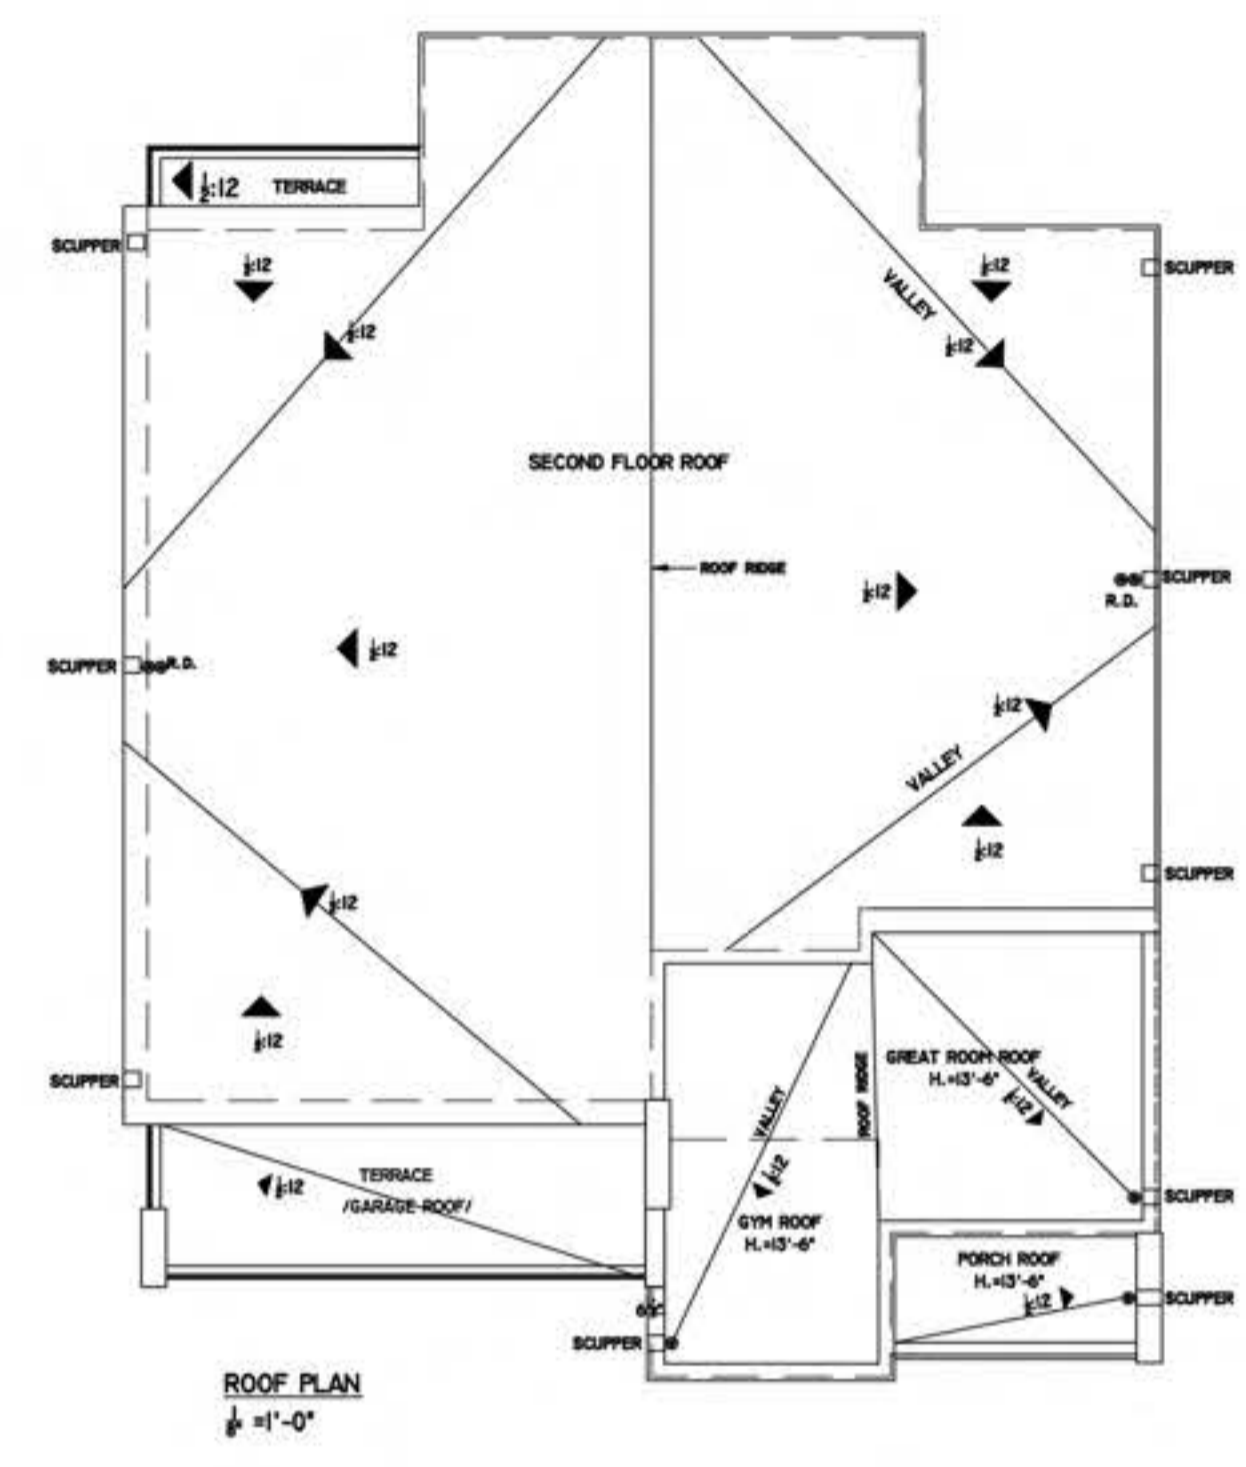 ½:12 TERRACE
SCUPPER
½:12
½:12
SCUPPER
½:12
VALLEY
½:12
SECOND FLOOR ROOF
ROOF RIDGE
SCUPPER
R.D.
½:12
½:12
SCUPPER
R.D.
½:12
VALLEY
½:12
SCUPPER
½:12
½:12
SCUPPER
GREAT ROOM ROOF
H.=13'-6"
VALLEY
½:12
ROOF RIDGE
VALLEY
½:12
GYM ROOF
H.=13'-6"
TERRACE
/GARAGE ROOF/
½:12
SCUPPER
PORCH ROOF
H.=13'-6"
½:12
SCUPPER
SCUPPER
ROOF PLAN
=1'-0"